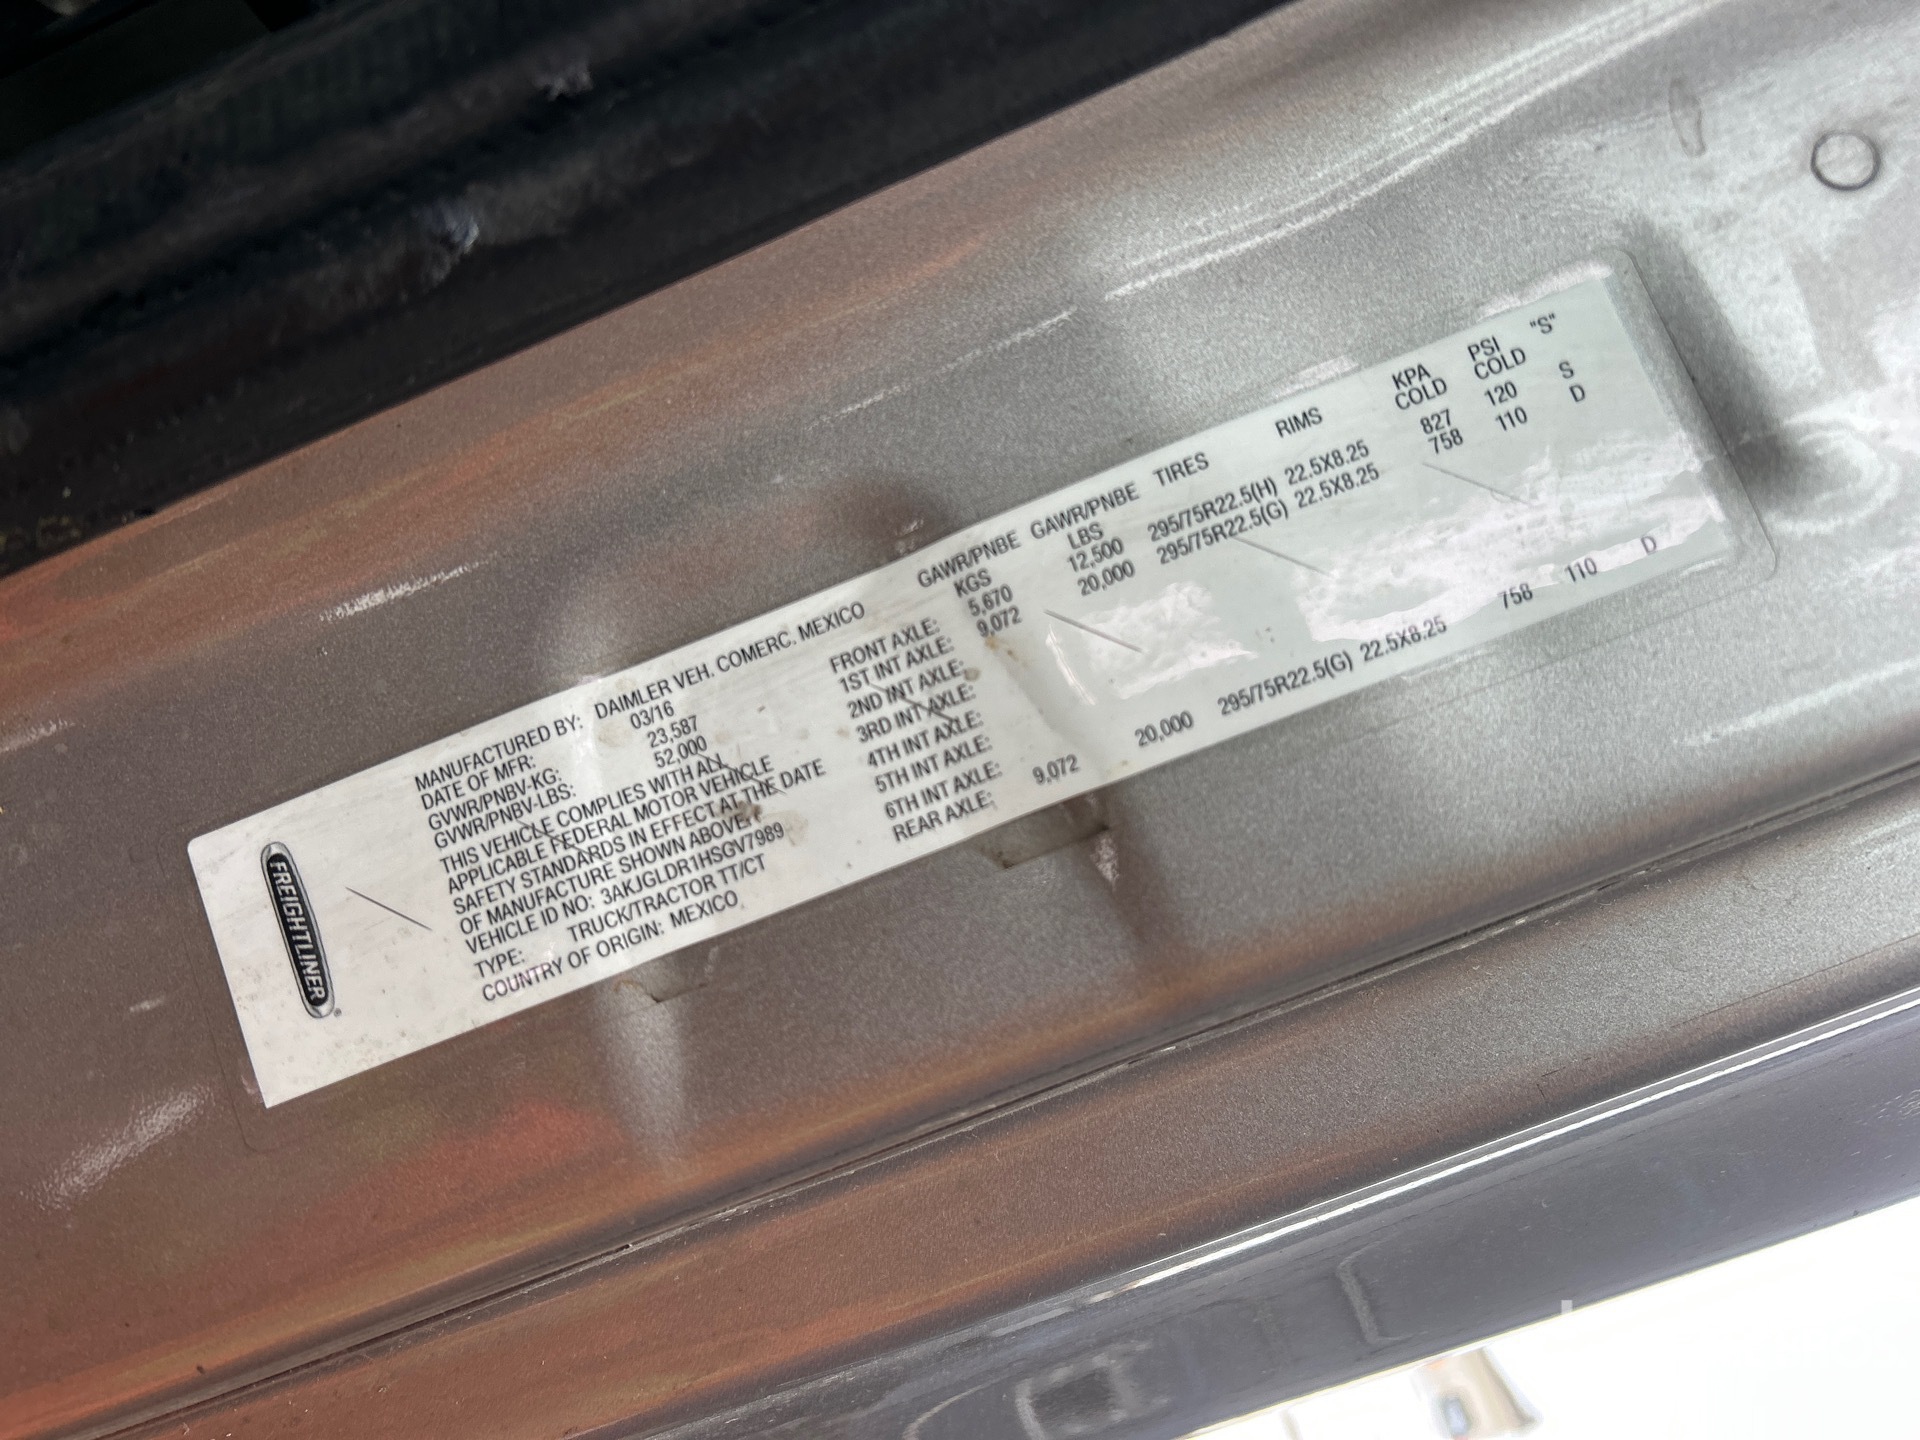 FREIGHTLINER
MANUFACTURED BY: DAIMLER VEH. COMERC. MEXICO
DATE OF MFR: 03/16
GVWR/PNBV-KG: 23,587
GVWR/PNBV-LBS: 52,000
THIS VEHICLE COMPLIES WITH ALL
APPLICABLE FEDERAL MOTOR VEHICLE
SAFETY STANDARDS IN EFFECT AT THE DATE
OF MANUFACTURE SHOWN ABOVE.
VEHICLE ID NO: 3AKJGLDR1HSGV7989
TYPE: TRUCK/TRACTOR TT/CT
COUNTRY OF ORIGIN: MEXICO
GAWR/PNBE KGS GAWR/PNBE LBS TIRES RIMS KPA COLD PSI COLD "S"
FRONT AXLE: 5,670 12,500 295/75R22.5(H) 22.5X8.25 827 120 S
1ST INT AXLE: 9,072 20,000 295/75R22.5(G) 22.5X8.25 758 110 D
2ND INT AXLE:
3RD INT AXLE:
4TH INT AXLE:
5TH INT AXLE:
6TH INT AXLE:
REAR AXLE: 9,072 20,000 295/75R22.5(G) 22.5X8.25 758 110 D